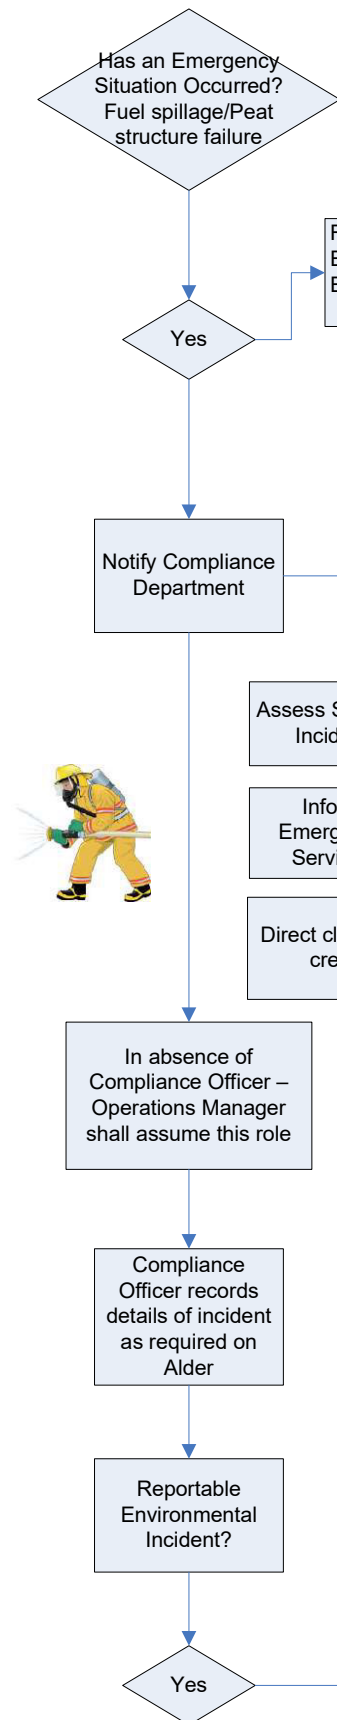 Has an Emergency
Situation Occurred?
Fuel spillage/Peat
structure failure
Yes
Notify Compliance
Department
Assess
Direct
In absence of
Compliance Officer –
Operations Manager
shall assume this role
Compliance
Officer records
details of incident
as required on
Alder
Reportable
Environmental
Incident?
Yes